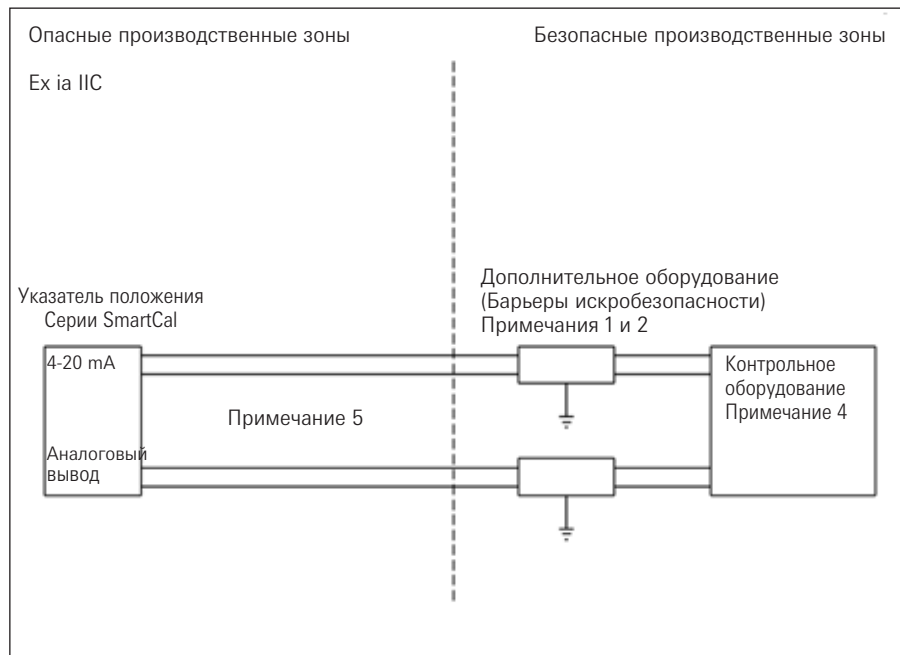 Опасные производственные зоны
Безопасные производственные зоны
Ex ia IIC
Указатель положения
Серии SmartCal
Дополнительное оборудование
(Барьеры искробезопасности)
Примечания 1 и 2
4-20 mA
Контрольное
оборудование
Примечание 4
Примечание 5
Аналоговый
вывод